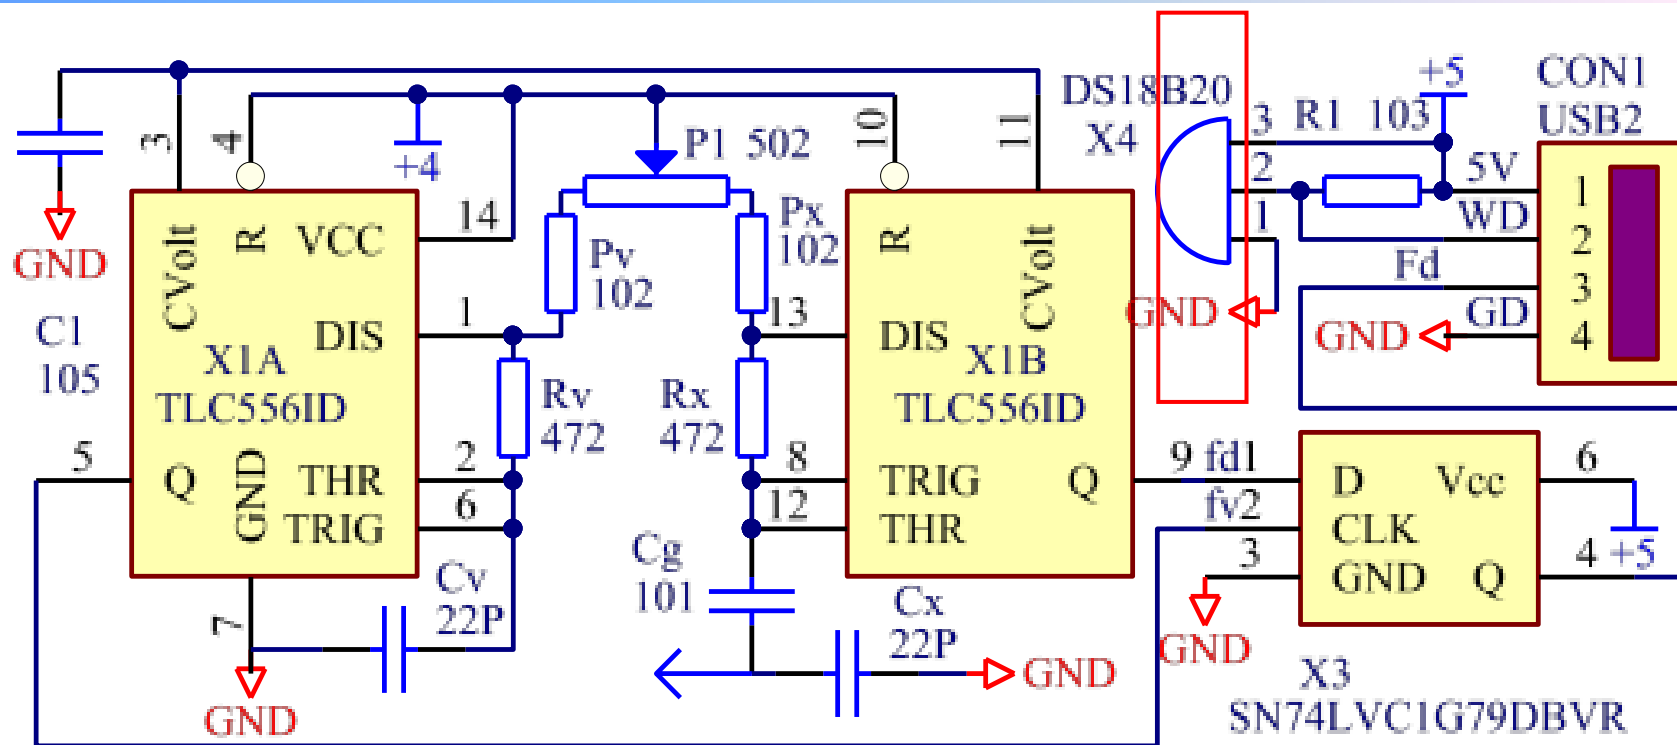 DS18B20
X4
3
2
1
R1 103
+5
CON1
USB2
5V
WD
Fd
GD
GND
GND
1
2
3
4
3
4
+4
P1 502
10
11
GND
C1
105
CVolt
R
VCC
14
DIS
1
X1A
TLC556ID
5
Q
GND
THR
2
TRIG
6
7
GND
Pv
102
Px
102
Rv
472
Rx
472
Cv
22P
Cg
101
Cx
22P
GND
13
R
CVolt
DIS
X1B
TLC556ID
8
TRIG
12
THR
Q
9
fd1
fv2
3
GND
D
Vcc
CLK
GND
Q
6
4
+5
X3
SN74LVC1G79DBVR